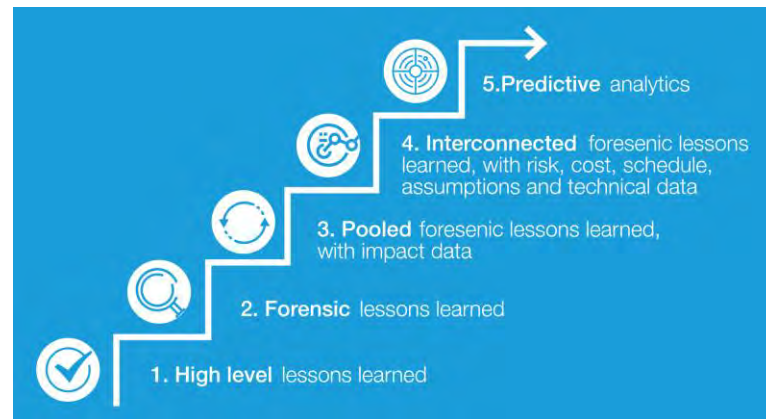 5.Predictive analytics
4. Interconnected foresenic lessons
learned, with risk, cost, schedule,
assumptions and technical data
3. Pooled foresenic lessons learned,
with impact data
2. Forensic lessons learned
1. High level lessons learned